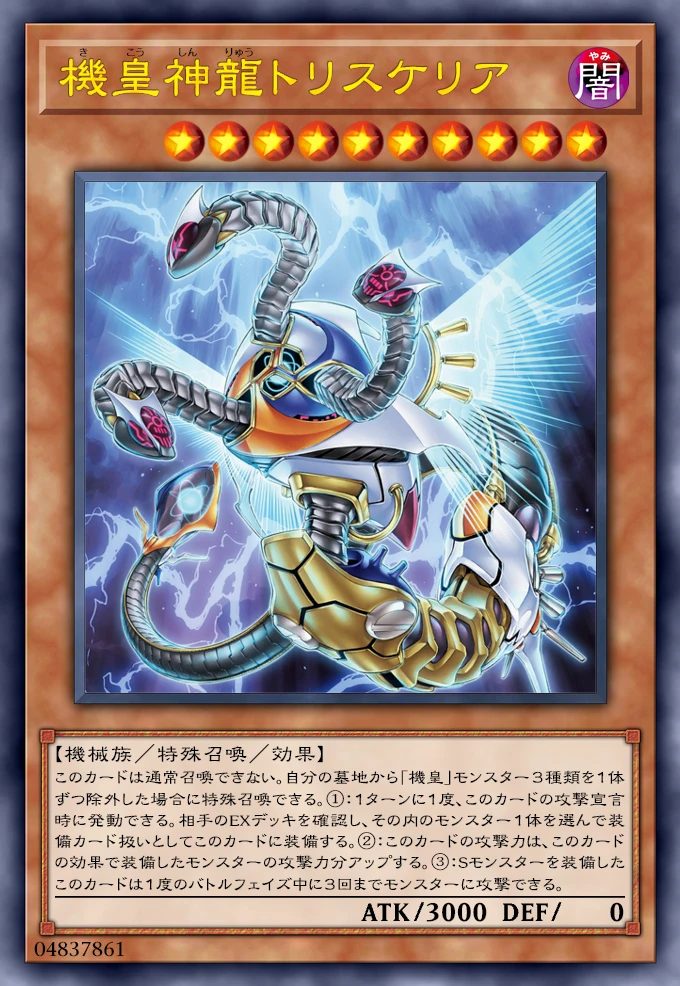 き こう しん りゅう
機皇神龍トリスケリア
やみ
闇
【機械族／特殊召喚／効果】
このカードは通常召喚できない。自分の墓地から「機皇」モンスター３種類を１体
ずつ除外した場合に特殊召喚できる。①：１ターンに１度、このカードの攻撃宣言
時に発動できる。相手のEXデッキを確認し、その内のモンスター１体を選んで装
備カード扱いとしてこのカードに装備する。②：このカードの攻撃力は、このカード
の効果で装備したモンスターの攻撃力分アップする。③：Sモンスターを装備した
このカードは１度のバトルフェイズ中に３回までモンスターに攻撃できる。
ATK/3000 DEF/ 0
04837861